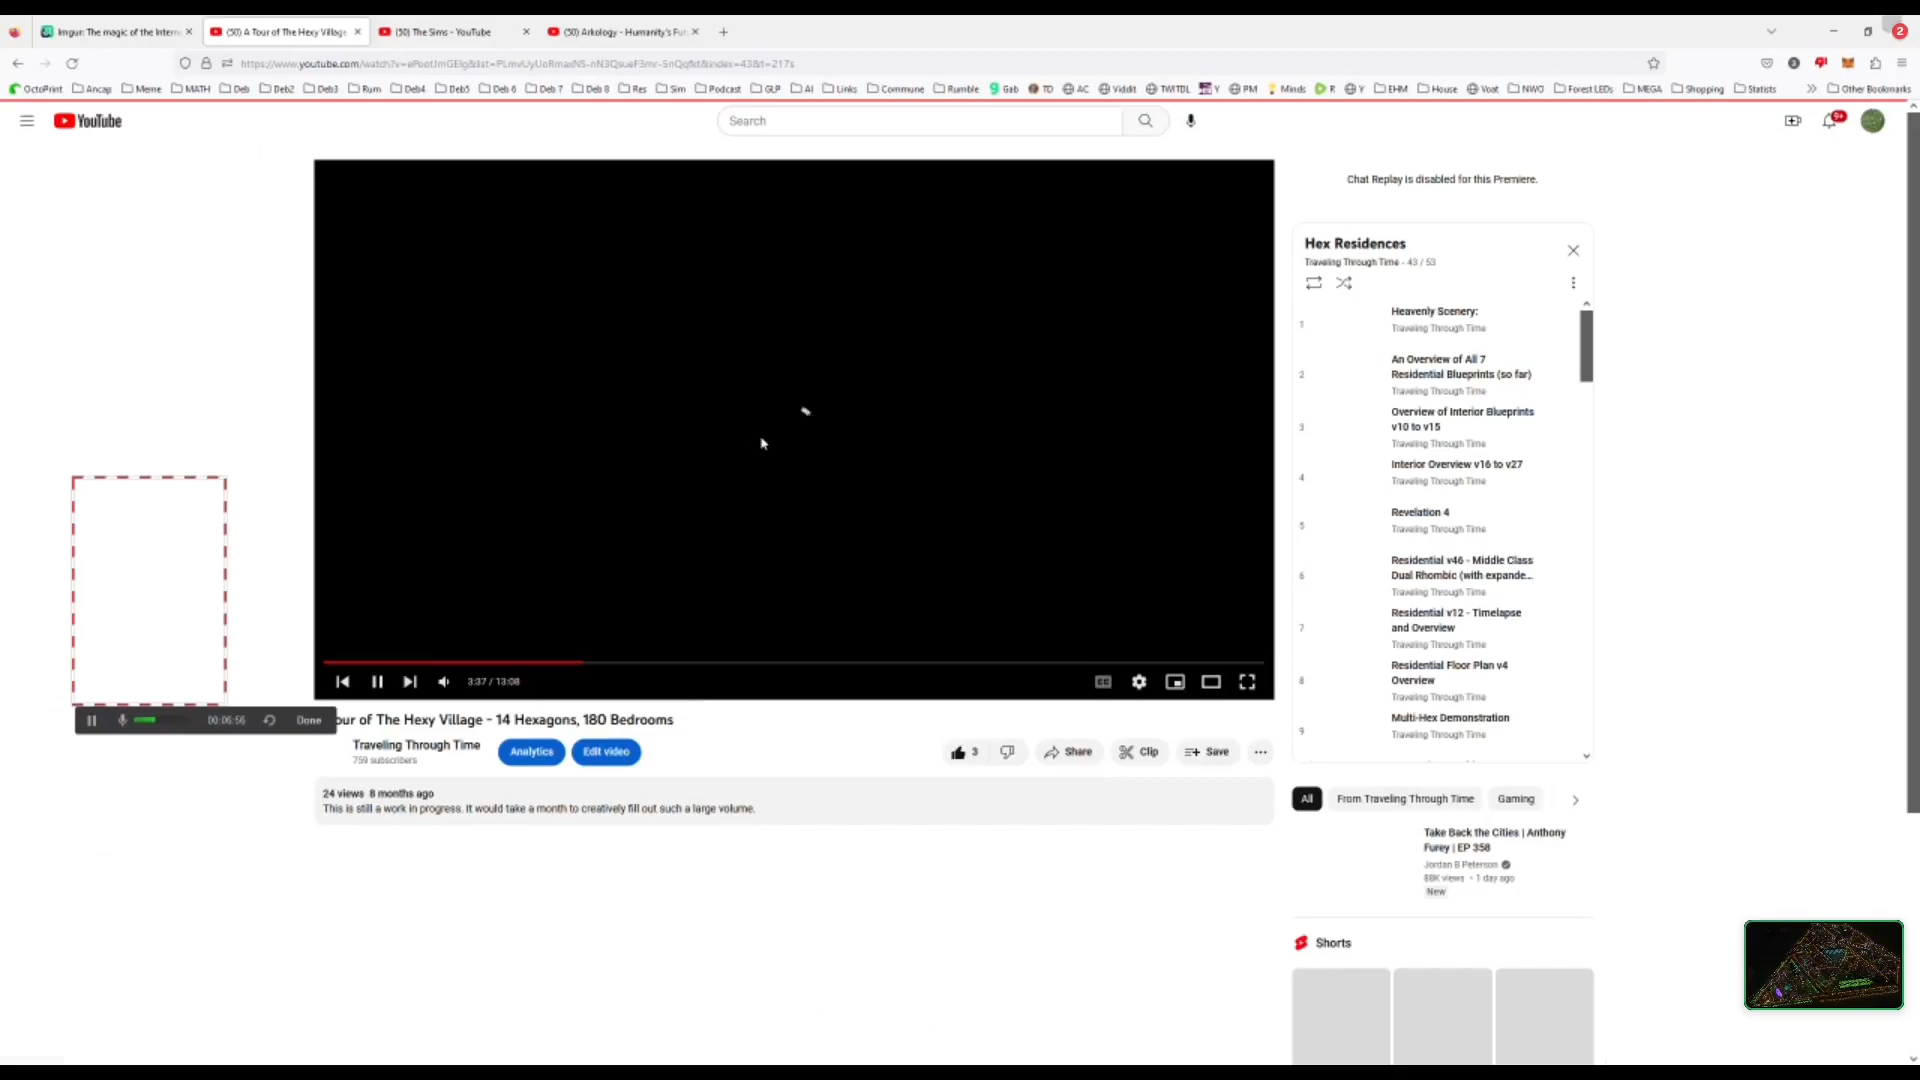 Imgur: The magic of the Intern
(50) A Tour of The Hexy Village
(50) The Sims - YouTube
(50) Arkology - Humanity's Fut
2
OctoPrint
Ancap
Meme
MATH
Deb
Deb2
Deb3
Rum
Deb4
Deb5
Deb 6
Deb 7
Deb 8
Res
Sim
Podcast
GLP
AI
Links
Commune
Rumble
Gab
TD
AC
Viddit
TWITDL
Y
PM
Minds
R
Y
EHM
House
Voat
NWO
Forest LEDs
MEGA
Shopping
Statists
Other Bookmarks
YouTube
Search
9+
Chat Replay is disabled for this Premiere.
Hex Residences
Traveling Through Time - 43 / 53
1
Heavenly Scenery:
Traveling Through Time
2
An Overview of All 7
Residential Blueprints (so far)
Traveling Through Time
3
Overview of Interior Blueprints
v10 to v15
Traveling Through Time
4
Interior Overview v16 to v27
Traveling Through Time
5
Revelation 4
Traveling Through Time
6
Residential v46 - Middle Class
Dual Rhombic (with expande...
Traveling Through Time
7
Residential v12 - Timelapse
and Overview
Traveling Through Time
8
Residential Floor Plan v4
Overview
Traveling Through Time
9
Multi-Hex Demonstration
Traveling Through Time
3:37 / 13:08
CC
00:06:56
Done
our of The Hexy Village - 14 Hexagons, 180 Bedrooms
Traveling Through Time
759 subscribers
Analytics
Edit video
3
Share
Clip
Save
24 views 8 months ago
This is still a work in progress. It would take a month to creatively fill out such a large volume.
All
From Traveling Through Time
Gaming
Take Back the Cities | Anthony
Furey | EP 358
Jordan B Peterson
88K views • 1 day ago
New
Shorts